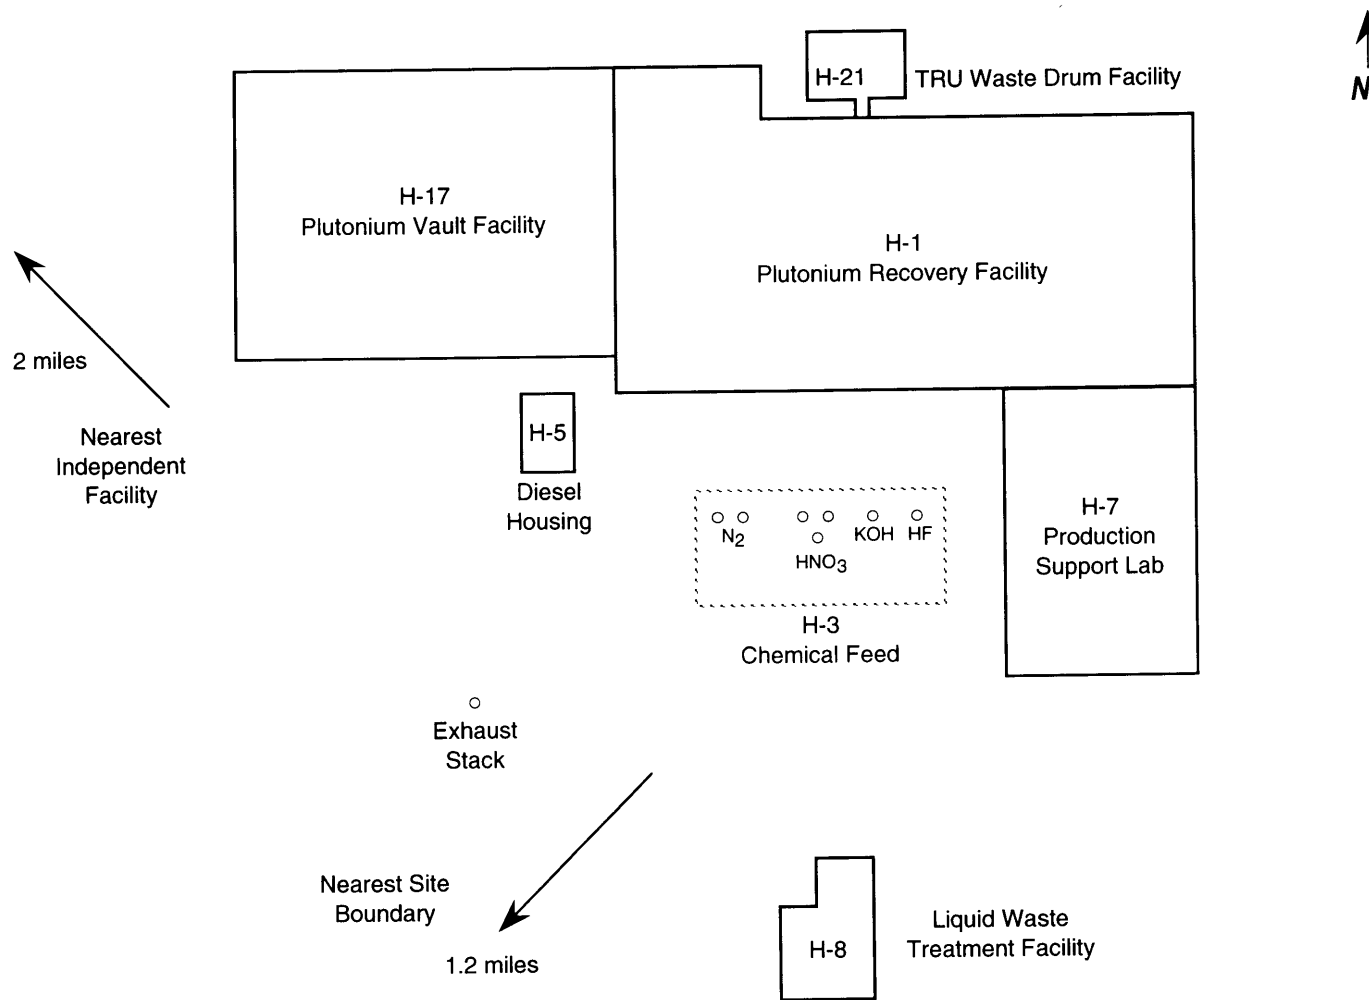 H-21
TRU Waste Drum Facility
N
H-17
Plutonium Vault Facility
H-1
Plutonium Recovery Facility
2 miles
Nearest
Independent
Facility
H-5
Diesel
Housing
N2
HNO3
KOH
HF
H-3
Chemical Feed
H-7
Production
Support Lab
Exhaust
Stack
Nearest Site
Boundary
1.2 miles
H-8
Liquid Waste
Treatment Facility